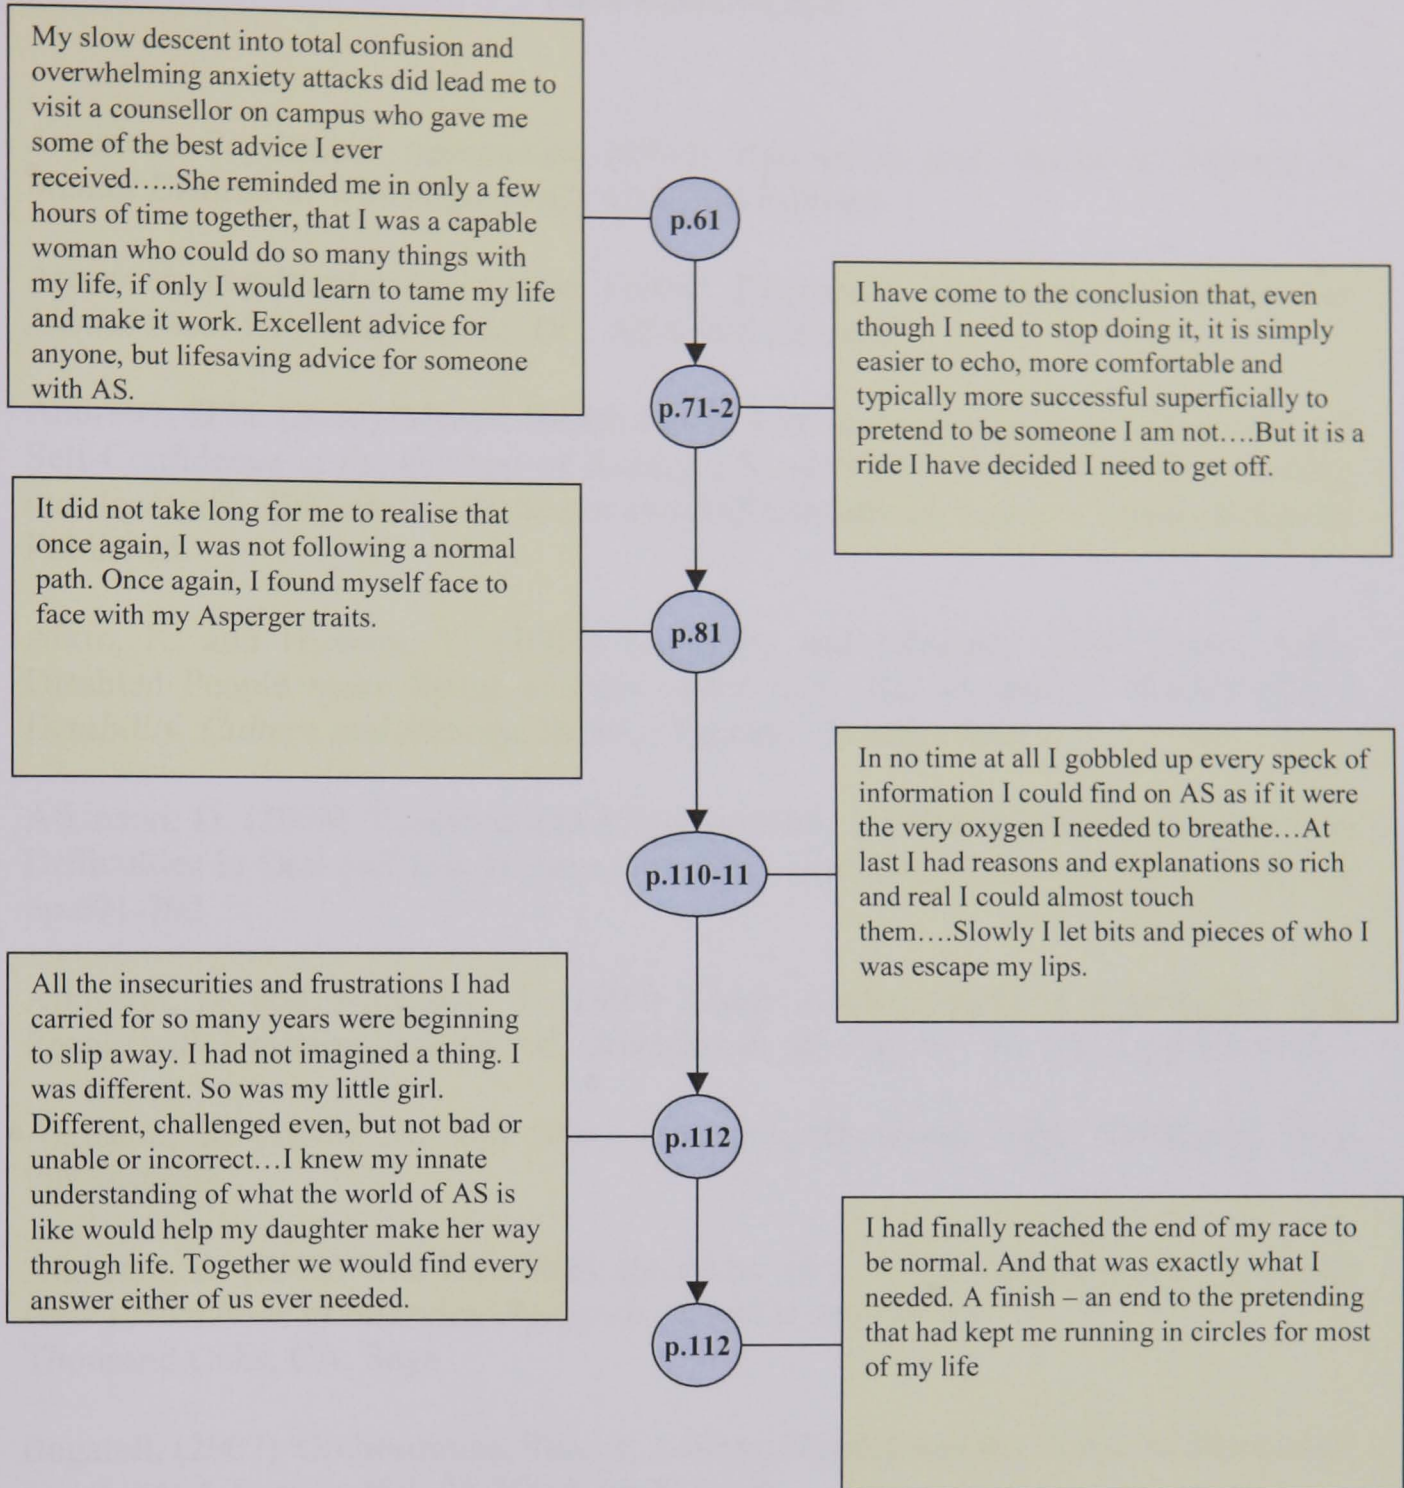 My slow descent into total confusion and
overwhelming anxiety attacks did lead me to
visit a counsellor on campus who gave me
some of the best advice I ever
received.....She reminded me in only a few
hours of time together, that I was a capable
woman who could do so many things with
my life, if only I would learn to tame my life
and make it work. Excellent advice for
anyone, but lifesaving advice for someone
with AS.
p.61
I have come to the conclusion that, even
though I need to stop doing it, it is simply
easier to echo, more comfortable and
typically more successful superficially to
pretend to be someone I am not....But it is a
ride I have decided I need to get off.
p.71-2
It did not take long for me to realise that
once again, I was not following a normal
path. Once again, I found myself face to
face with my Asperger traits.
p.81
In no time at all I gobbled up every speck of
information I could find on AS as if it were
the very oxygen I needed to breathe...At
last I had reasons and explanations so rich
and real I could almost touch
them....Slowly I let bits and pieces of who I
was escape my lips.
p.110-11
All the insecurities and frustrations I had
carried for so many years were beginning
to slip away. I had not imagined a thing. I
was different. So was my little girl.
Different, challenged even, but not bad or
unable or incorrect...I knew my innate
understanding of what the world of AS is
like would help my daughter make her way
through life. Together we would find every
answer either of us ever needed.
p.112
I had finally reached the end of my race to
be normal. And that was exactly what I
needed. A finish – an end to the pretending
that had kept me running in circles for most
of my life
p.112